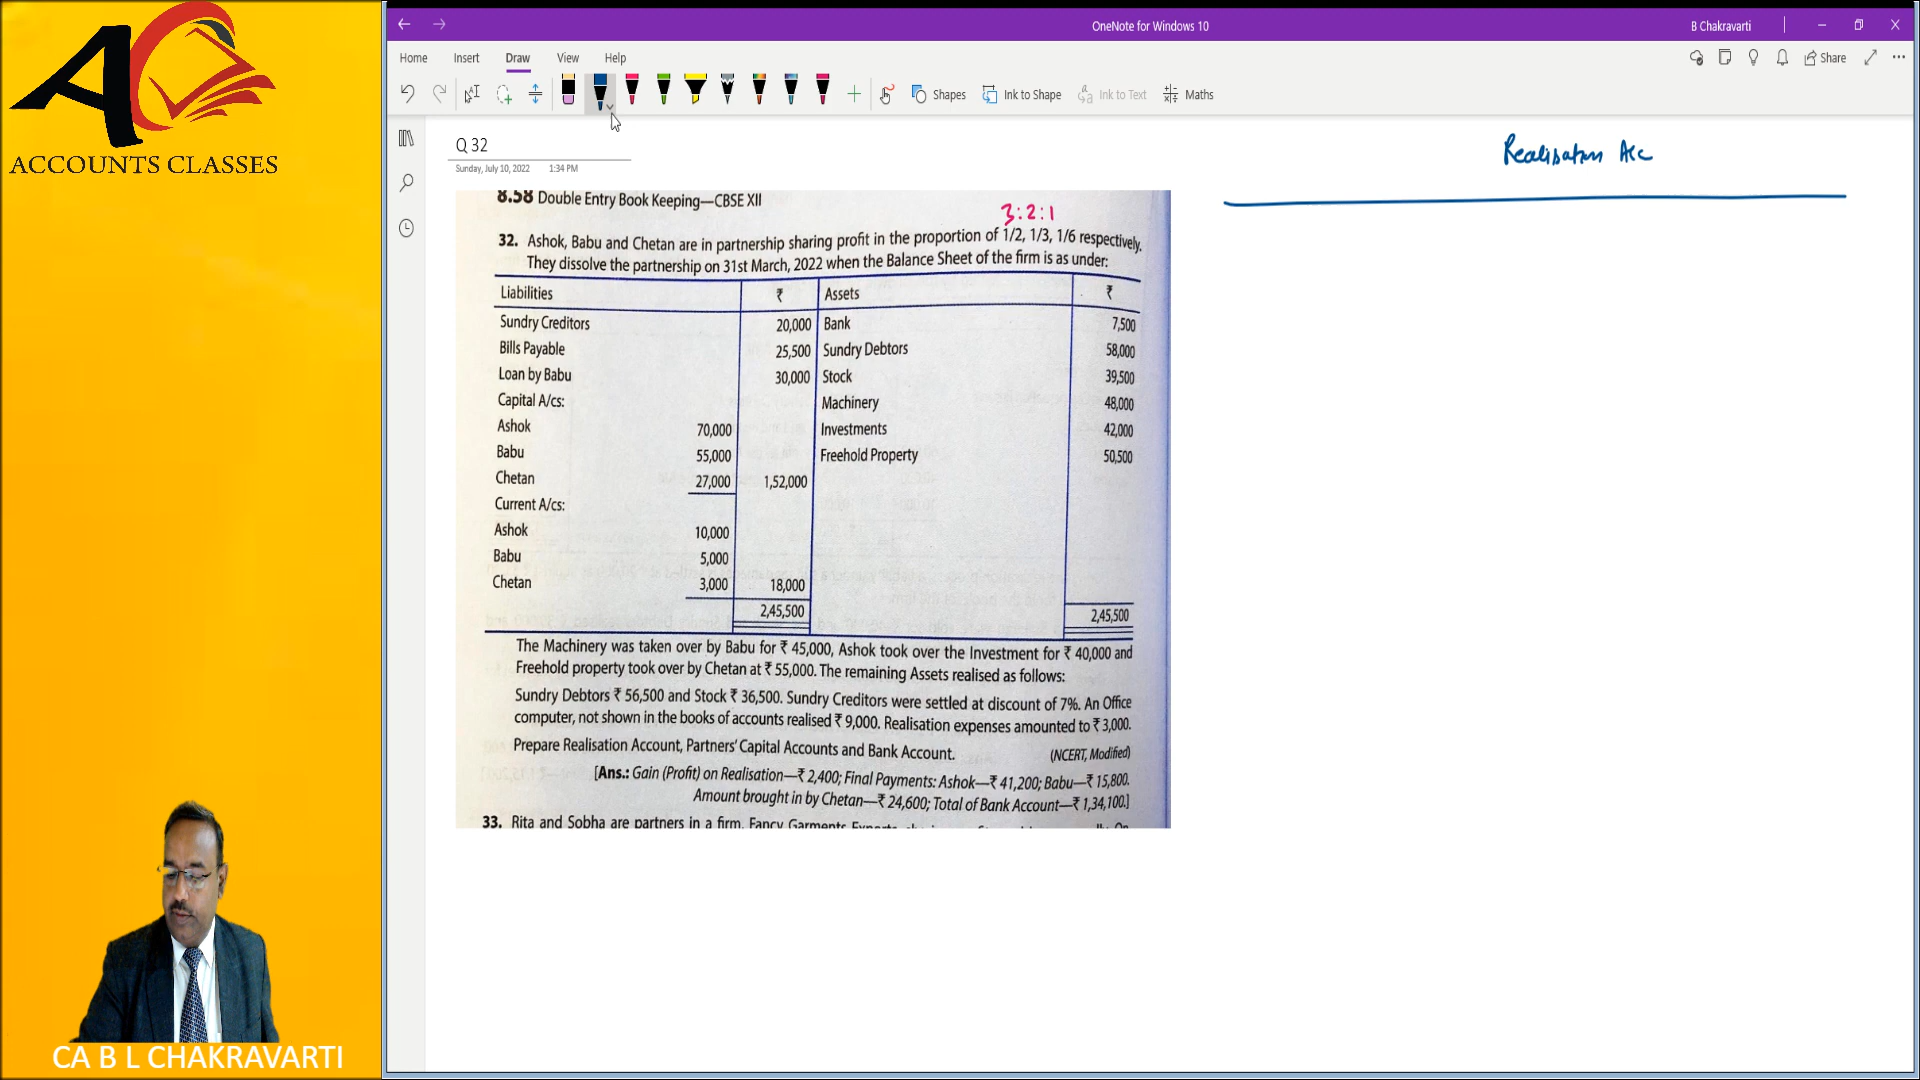 AC
ACCOUNTS CLASSES
OneNote for Windows 10
B Chakravarti
Home Insert Draw View Help
Share
Shapes
Ink to Shape
Ink to Text
Maths
Q 32
Sunday, July 10, 2022 1:34 PM
Realisation A/c
8.58 Double Entry Book Keeping—CBSE XII
3:2:1
32. Ashok, Babu and Chetan are in partnership sharing profit in the proportion of 1/2, 1/3, 1/6 respectively.
They dissolve the partnership on 31st March, 2022 when the Balance Sheet of the firm is as under:
Liabilities ₹ Assets ₹
Sundry Creditors 20,000 Bank 7,500
Bills Payable 25,500 Sundry Debtors 58,000
Loan by Babu 30,000 Stock 39,500
Capital A/cs: Machinery 48,000
Ashok 70,000 Investments 42,000
Babu 55,000 Freehold Property 50,500
Chetan 27,000 1,52,000
Current A/cs:
Ashok 10,000
Babu 5,000
Chetan 3,000 18,000
2,45,500 2,45,500
The Machinery was taken over by Babu for ₹ 45,000, Ashok took over the Investment for ₹ 40,000 and
Freehold property took over by Chetan at ₹ 55,000. The remaining Assets realised as follows:
Sundry Debtors ₹ 56,500 and Stock ₹ 36,500. Sundry Creditors were settled at discount of 7%. An Office
computer, not shown in the books of accounts realised ₹ 9,000. Realisation expenses amounted to ₹ 3,000.
Prepare Realisation Account, Partners' Capital Accounts and Bank Account. (NCERT, Modified)
[Ans.: Gain (Profit) on Realisation—₹ 2,400; Final Payments: Ashok—₹ 41,200; Babu—₹ 15,800.
Amount brought in by Chetan—₹ 24,600; Total of Bank Account—₹ 1,34,100.]
33. Rita and Sobha are partners in a firm, Fancy Garments
CA B L CHAKRAVARTI